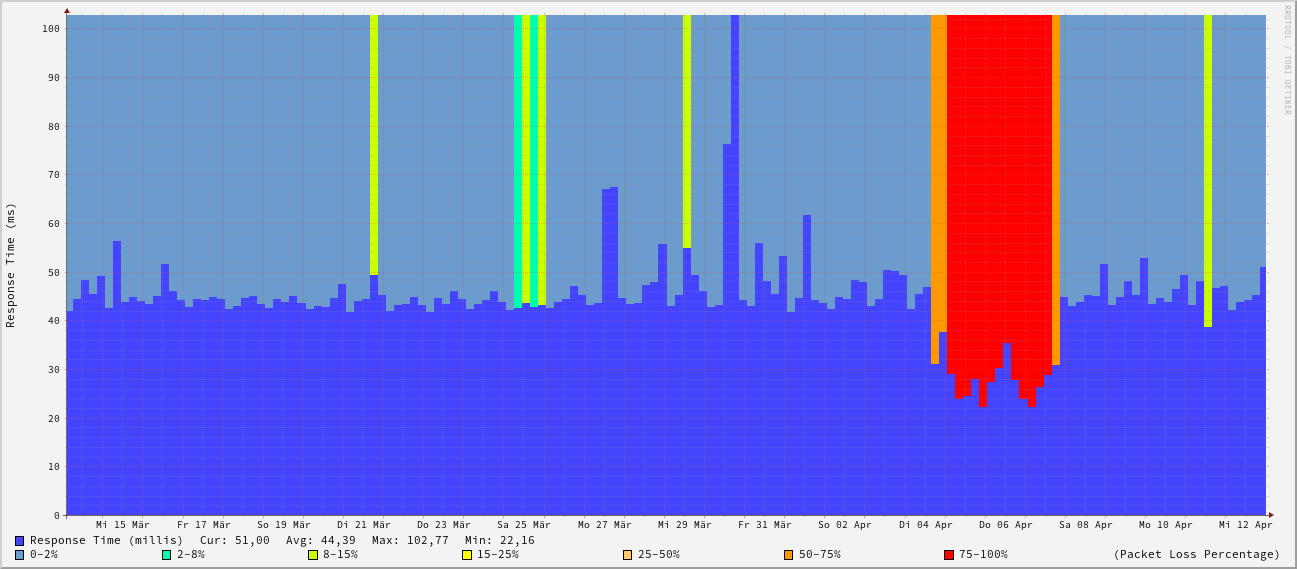 RRDTOOL / TOBI OETIKER
Response Time (ms)
100
90
80
70
60
50
40
30
20
10
0
Mi 15 Mär Fr 17 Mär So 19 Mär Di 21 Mär Do 23 Mär Sa 25 Mär Mo 27 Mär Mi 29 Mär Fr 31 Mär So 02 Apr Di 04 Apr Do 06 Apr Sa 08 Apr Mo 10 Apr Mi 12 Apr
Response Time (millis) Cur: 51,00 Avg: 44,39 Max: 102,77 Min: 22,16
0-2% 2-8% 8-15% 15-25% 25-50% 50-75% 75-100% (Packet Loss Percentage)